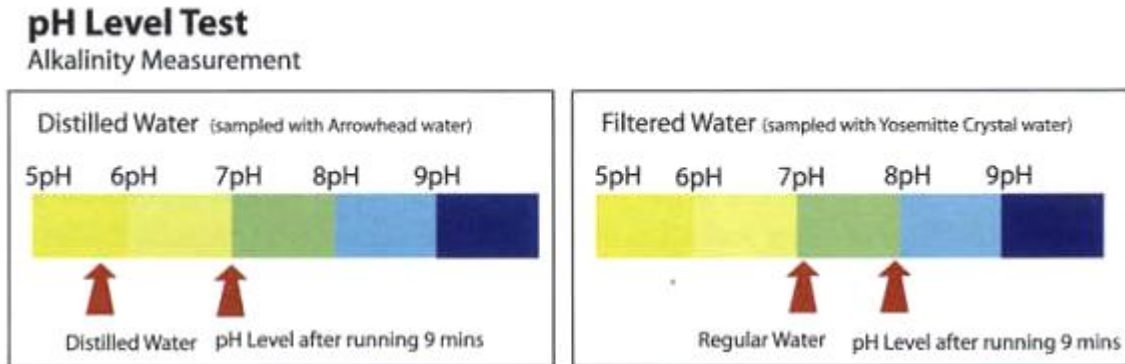 pH Level Test
Alkalinity Measurement
Distilled Water (sampled with Arrowhead water)
5pH 6pH 7pH 8pH 9pH
Distilled Water pH Level after running 9 mins
Filtered Water (sampled with Yosemitte Crystal water)
5pH 6pH 7pH 8pH 9pH
Regular Water pH Level after running 9 mins